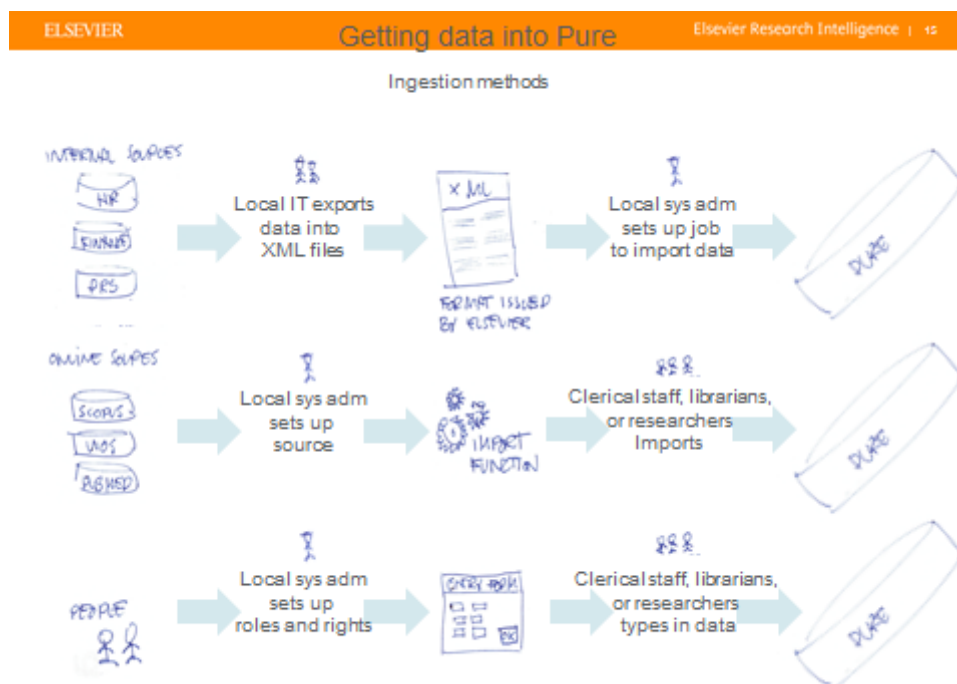 ELSEVIER
Getting data into Pure
Elsevier Research Intelligence | 15
Ingestion methods
INTERNAL SOURCES
HR
FINANCE
PRS
Local IT exports
data into
XML files
XML
FORMAT ISSUED
BY ELSEVIER
Local sys adm
sets up job
to import data
PURE
ONLINE SOURCES
SCOPUS
WOS
PUBMED
Local sys adm
sets up
source
IMPORT
FUNCTION
Clerical staff, librarians,
or researchers
Imports
PURE
PEOPLE
Local sys adm
sets up
roles and rights
ENTRY FORM
OK
Clerical staff, librarians,
or researchers
types in data
PURE